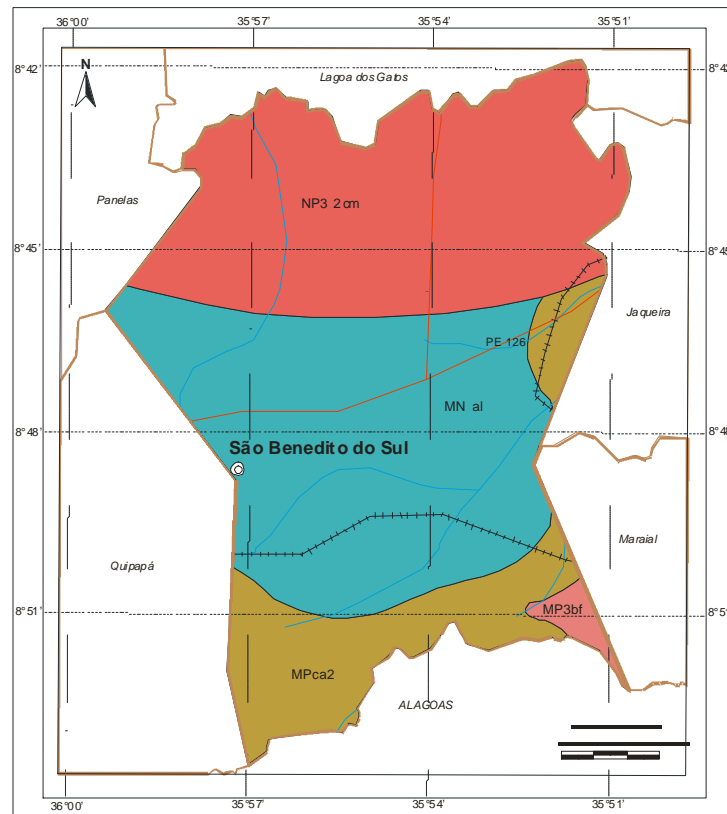 36°00' 35°57' 35°54' 35°51'
8°42' 8°42'
N
Lagoa dos Gatos
Panelas
NP3 2cm
8°45' 8°45'
Jaqueira
PE 126
MN al
8°48' 8°48'
São Benedito do Sul
Quipapá
Maraial
8°51' 8°51'
MP3bf
MPca2
ALAGOAS
36°00' 35°57' 35°54' 35°51'